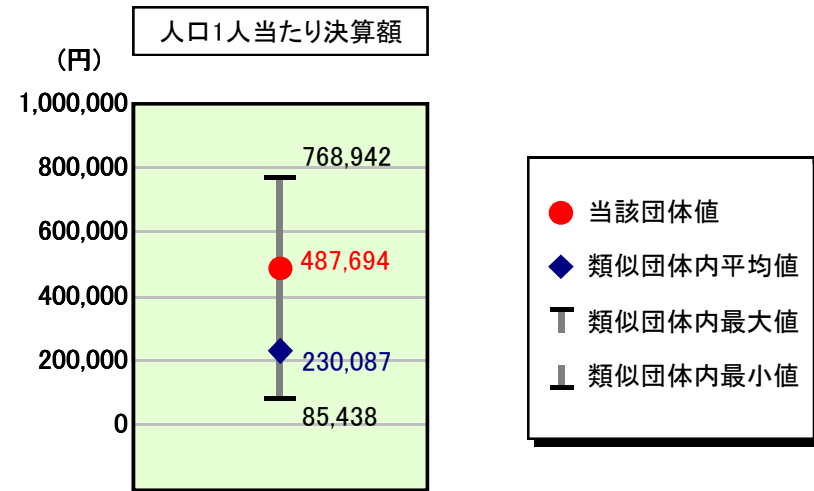 人口1人当たり決算額
（円）
1,000,000
800,000
600,000
400,000
200,000
0
768,942
487,694
230,087
85,438
当該団体値
類似団体内平均値
類似団体内最大値
類似団体内最小値